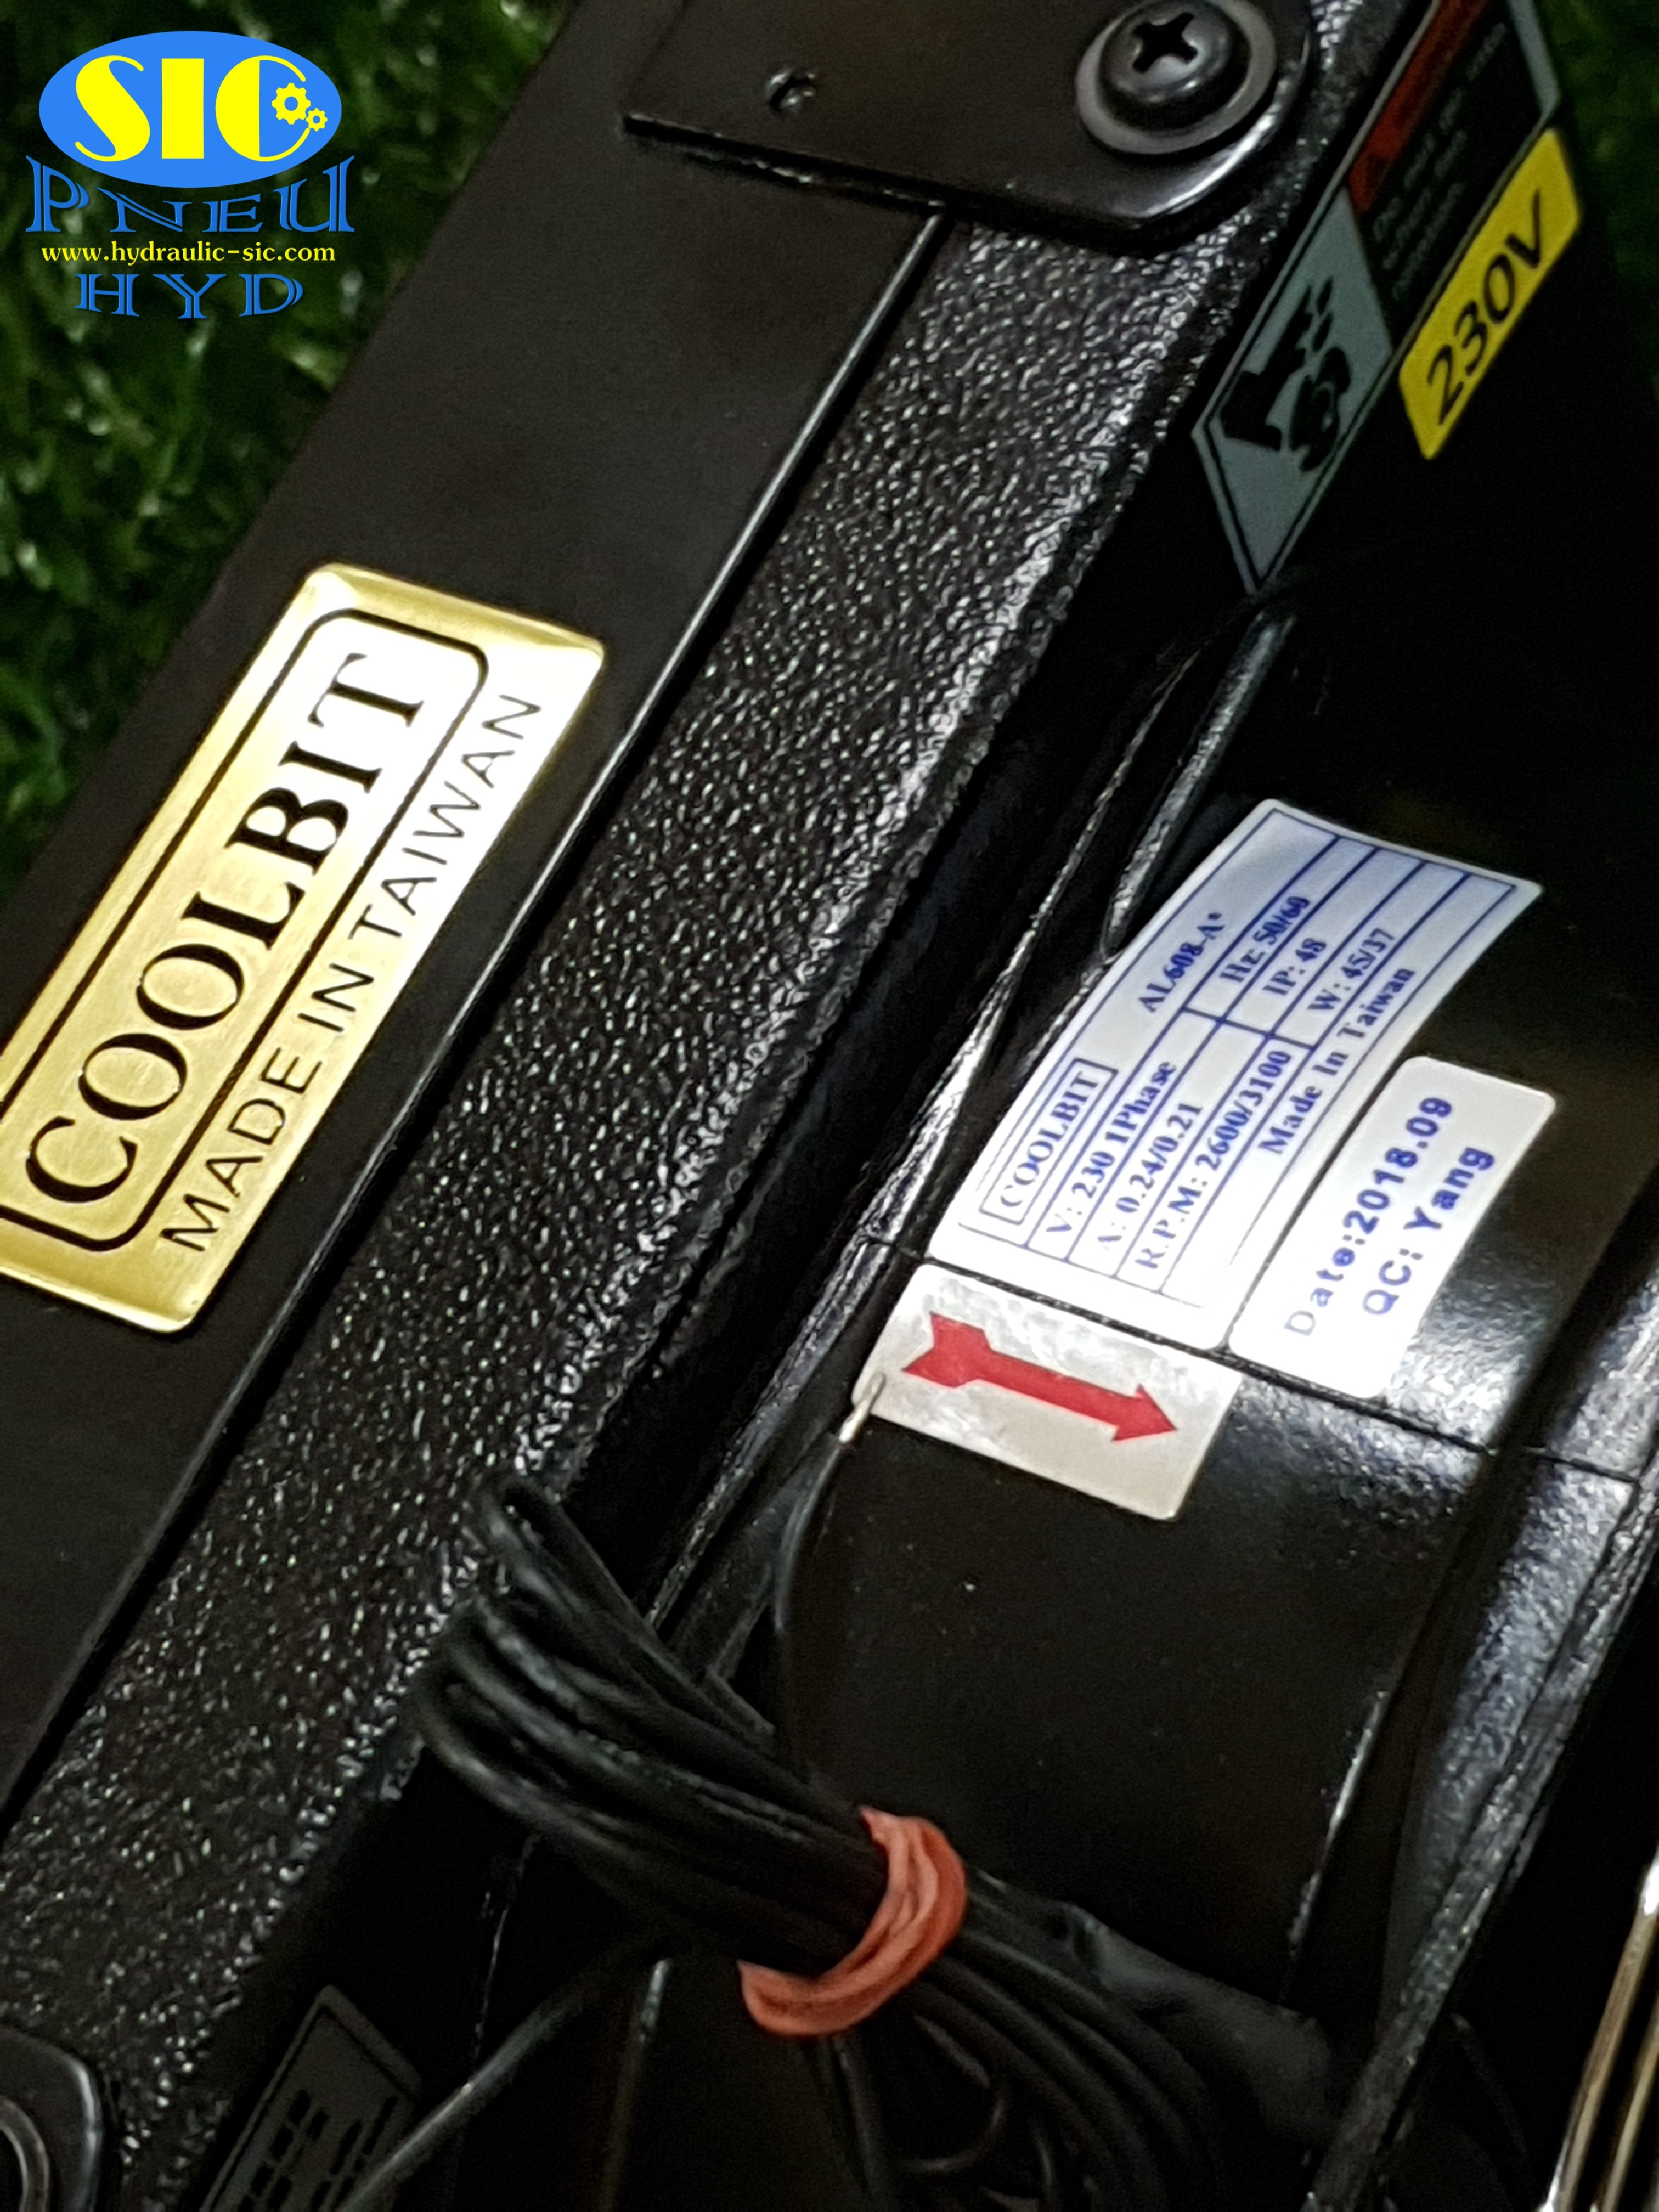 SIC
PNEU
www.hydraulic-sic.com
HYD
230V
COOLBIT
MADE IN TAIWAN
COOLBIT AL608-A*
V: 230 1Phase Hz: 50/60
A: 0.24/0.21 IP: 48
R.P.M: 2600/3100 W: 45/37
Made In Taiwan
Date:2018.09
QC: Yang